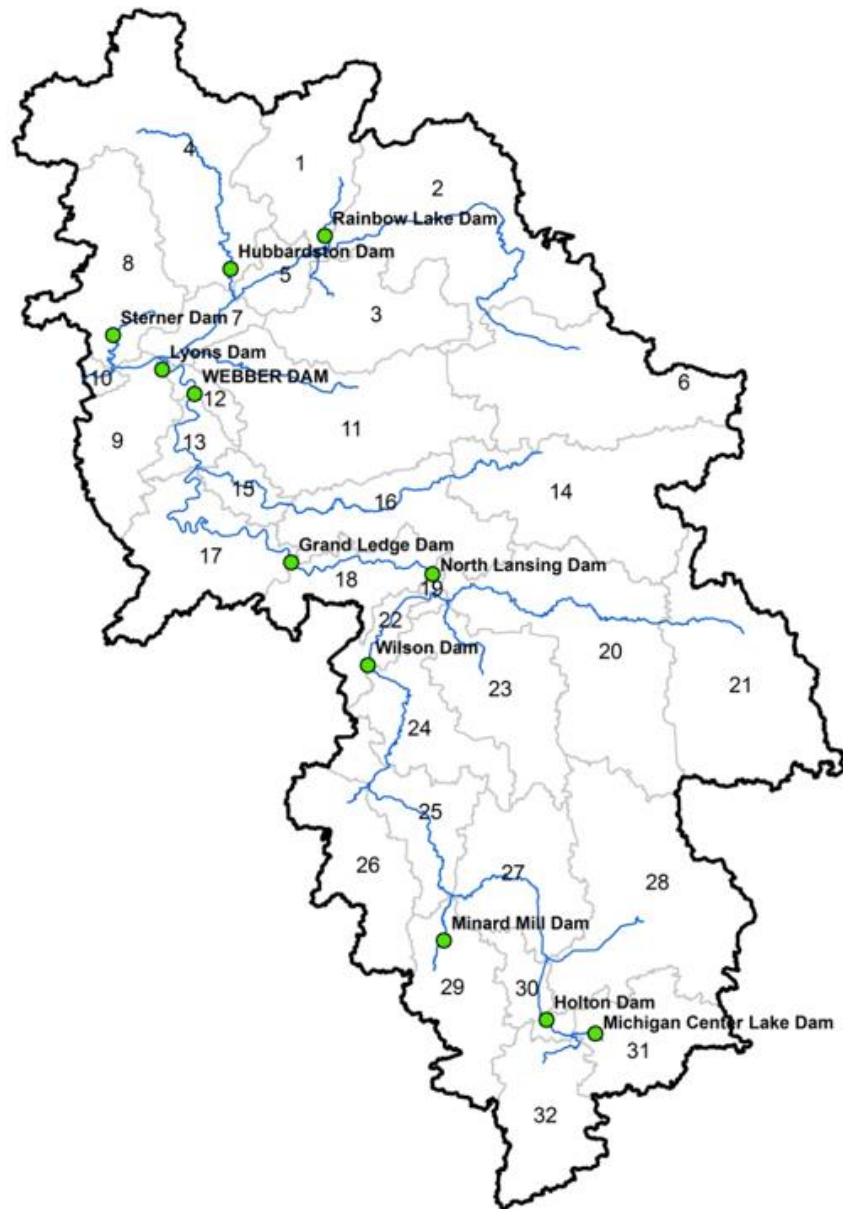 4
1
2
Rainbow Lake Dam
Hubbardston Dam
8
5
3
Sterner Dam
7
Lyons Dam
10
WEBBER DAM
12
6
9
13
11
15
16
14
Grand Ledge Dam
17
18
North Lansing Dam
19
22
Wilson Dam
20
23
21
24
25
26
27
28
Minard Mill Dam
29
30
Holton Dam
Michigan Center Lake Dam
31
32